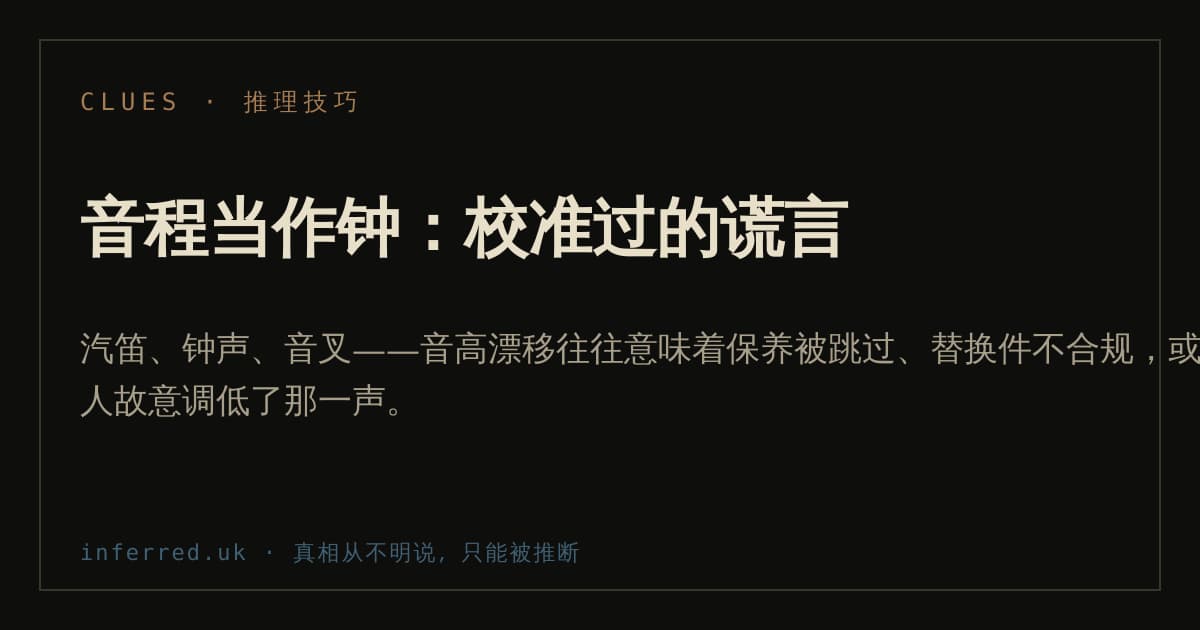 CLUES · 推理技巧
音程当作钟：校准过的谎言
汽笛、钟声、音叉——音高漂移往往意味着保养被跳过、替换件不合规，或
人故意调低了那一声。
inferred.uk · 真相从不明说, 只能被推断